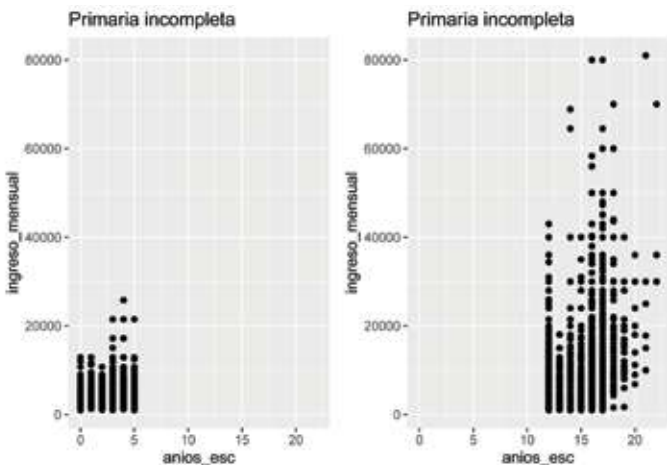 Primaria incompleta
80000
60000
40000
20000
0
ingreso_mensual
0 5 10 15 20
anios_esc
Primaria incompleta
80000
60000
40000
20000
0
ingreso_mensual
0 5 10 15 20
anios_esc